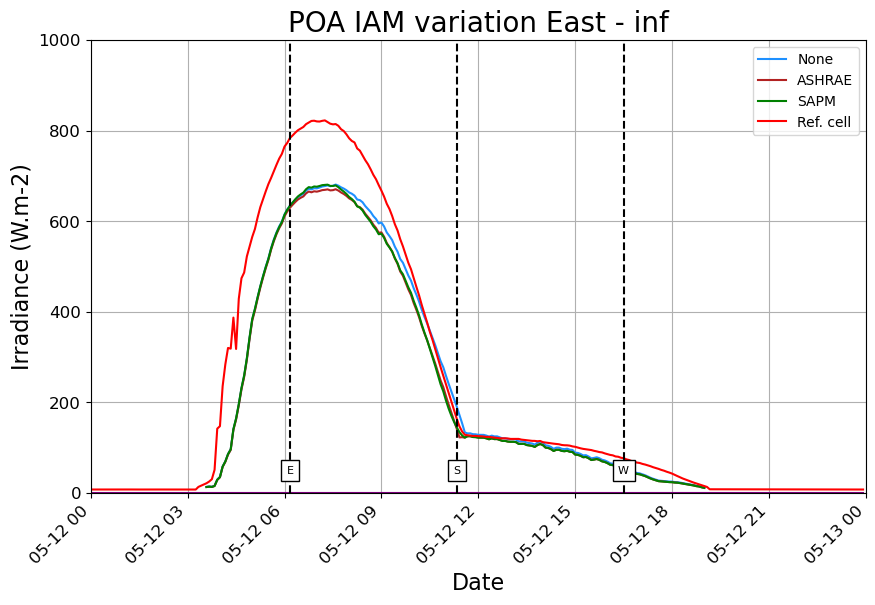 POA IAM variation East - inf
Irradiance (W.m-2)
1000
800
600
400
200
0
None
ASHRAE
SAPM
Ref. cell
E
S
W
05-12 00
05-12 03
05-12 06
05-12 09
05-12 12
05-12 15
05-12 18
05-12 21
05-13 00
Date